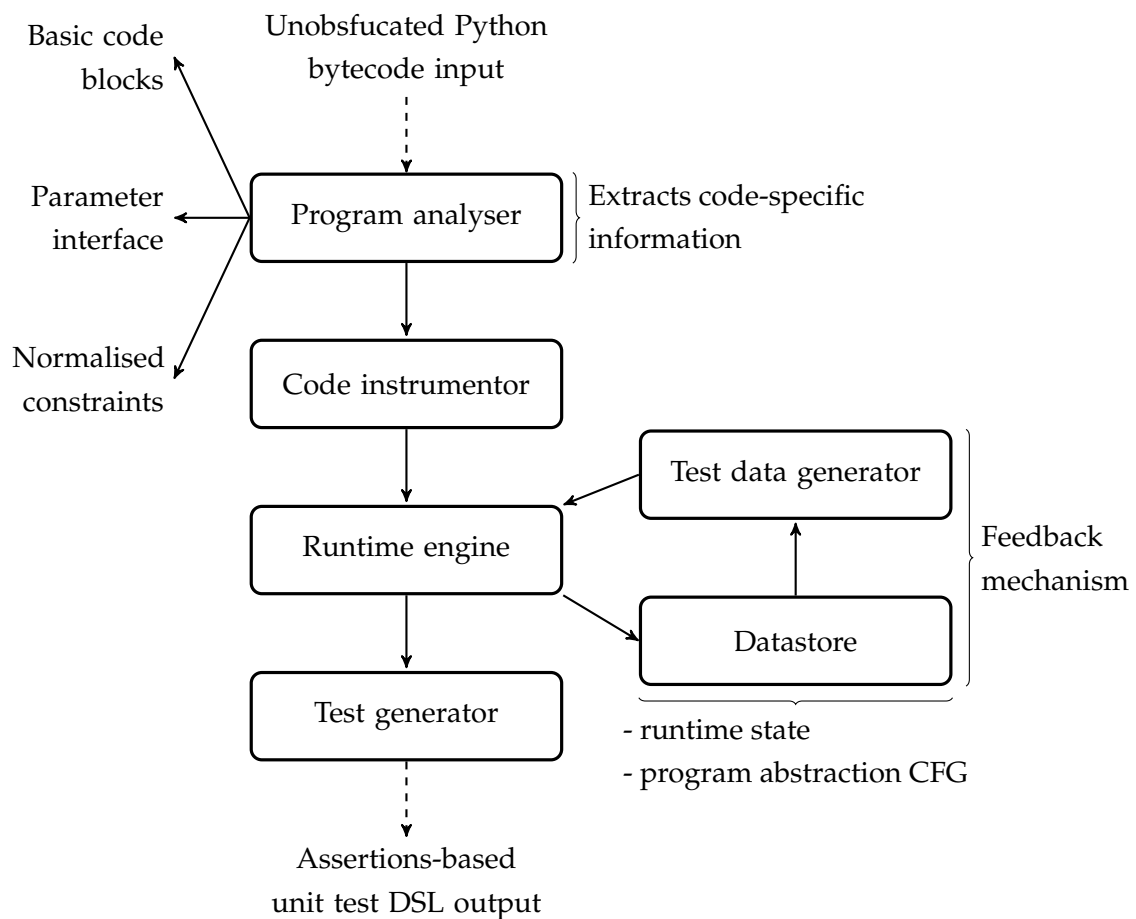 Basic code
blocks
Unobsfucated Python
bytecode input
Parameter
interface
Program analyser
Extracts code-specific
information
Normalised
constraints
Code instrumentor
Test data generator
Runtime engine
Feedback
mechanism
Datastore
Test generator
- runtime state
- program abstraction CFG
Assertions-based
unit test DSL output